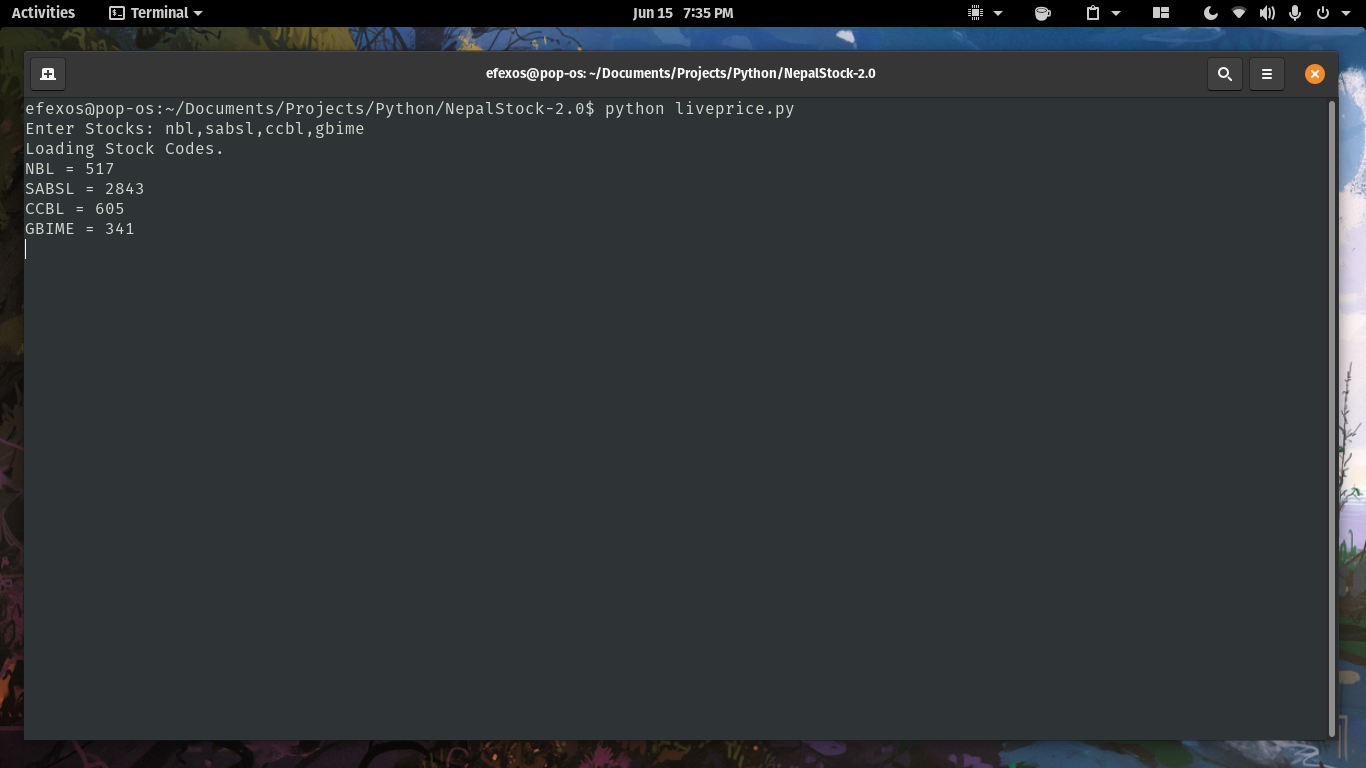 Activities
Terminal
Jun 15 7:35 PM
efexos@pop-os: ~/Documents/Projects/Python/NepalStock-2.0
efexos@pop-os:~/Documents/Projects/Python/NepalStock-2.0$ python liveprice.py
Enter Stocks: nbl,sabsl,ccbl,gbime
Loading Stock Codes.
NBL = 517
SABSL = 2843
CCBL = 605
GBIME = 341